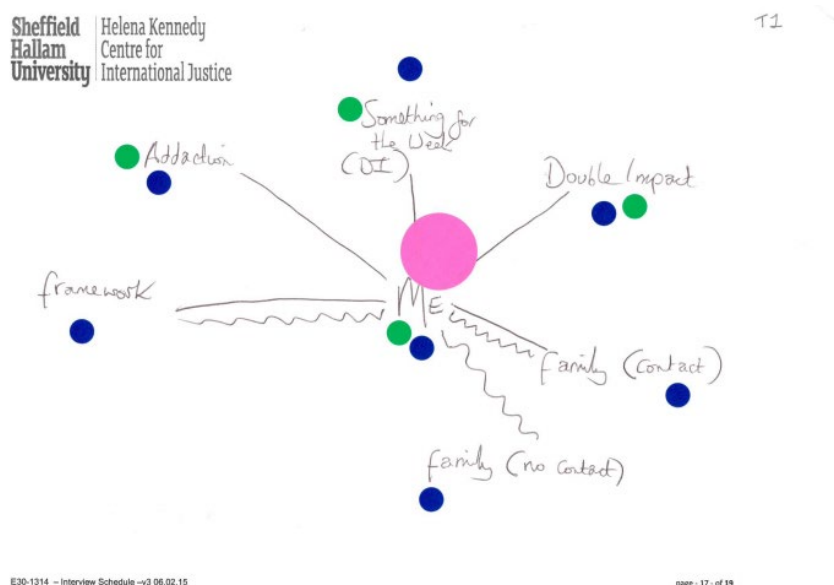 Sheffield
Hallam
University
Helena Kennedy
Centre for
International Justice
T1
Something for
the Week
(DI)
Addaction
Double Impact
framework
ME
family (contact)
family (no contact)
E30-1314 – Interview Schedule –v3 06.02.15
page - 17 - of 19